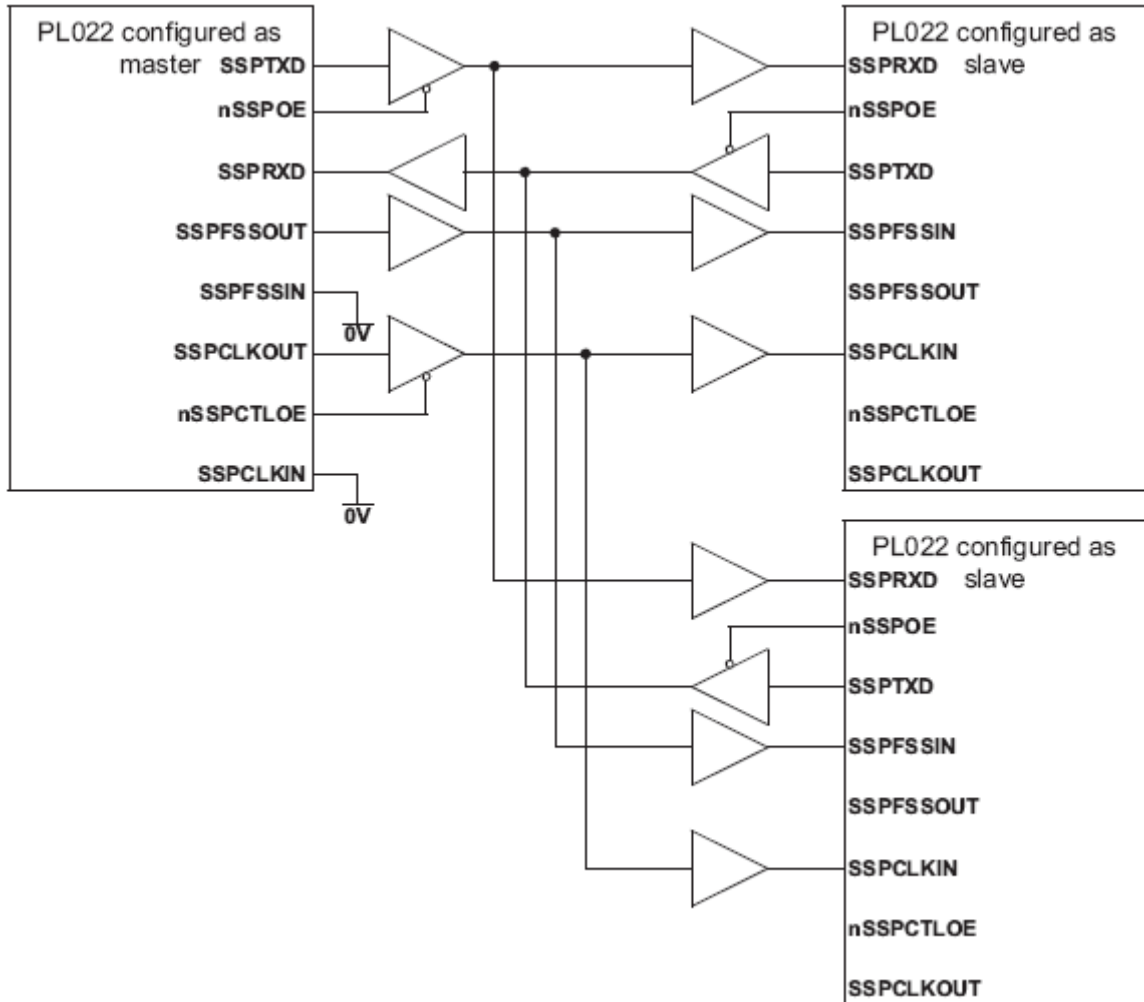 PL022 configured as
master SSPTXD
nSSPOE
SSPRXD
SSPFSSOUT
SSPFSSIN
0V
SSPCLKOUT
nSSPCTLOE
SSPCLKIN
0V
PL022 configured as
SSPRXD slave
nSSPOE
SSPTXD
SSPFSSIN
SSPFSSOUT
SSPCLKIN
nSSPCTLOE
SSPCLKOUT
PL022 configured as
SSPRXD slave
nSSPOE
SSPTXD
SSPFSSIN
SSPFSSOUT
SSPCLKIN
nSSPCTLOE
SSPCLKOUT